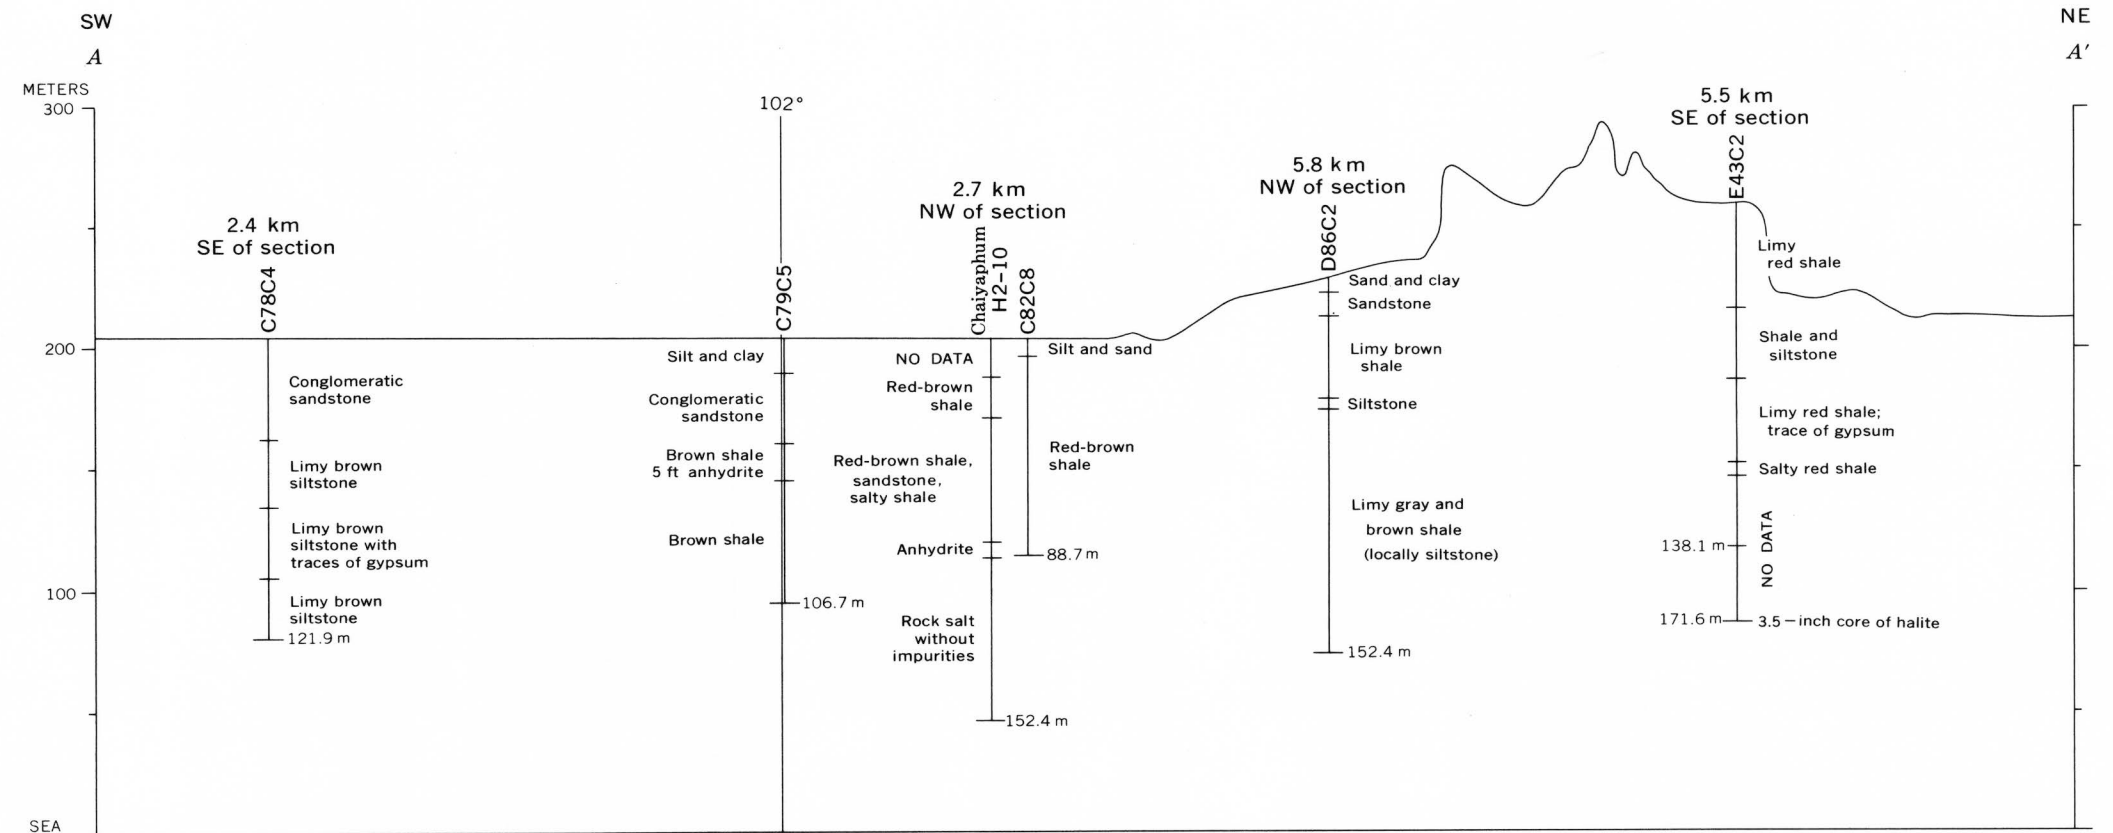 SW
A
NE
A′
METERS
300
200
100
SEA
2.4 km
SE of section
C78C4
Conglomeratic
sandstone
Limy brown
siltstone
Limy brown
siltstone with
traces of gypsum
Limy brown
siltstone
121.9 m
102°
C79C5
Silt and clay
Conglomeratic
sandstone
Brown shale
5 ft anhydrite
Brown shale
106.7 m
2.7 km
NW of section
Chaiyaphum
H2-10
NO DATA
Red-brown
shale
Red-brown shale,
sandstone,
salty shale
Anhydrite
Rock salt
without
impurities
152.4 m
C82C8
Silt and sand
Red-brown
shale
88.7 m
5.8 km
NW of section
D86C2
Sand and clay
Sandstone
Limy brown
shale
Siltstone
Limy gray and
brown shale
(locally siltstone)
152.4 m
5.5 km
SE of section
E43C2
Limy
red shale
Shale and
siltstone
Limy red shale;
trace of gypsum
Salty red shale
138.1 m
NO DATA
171.6 m
3.5-inch core of halite